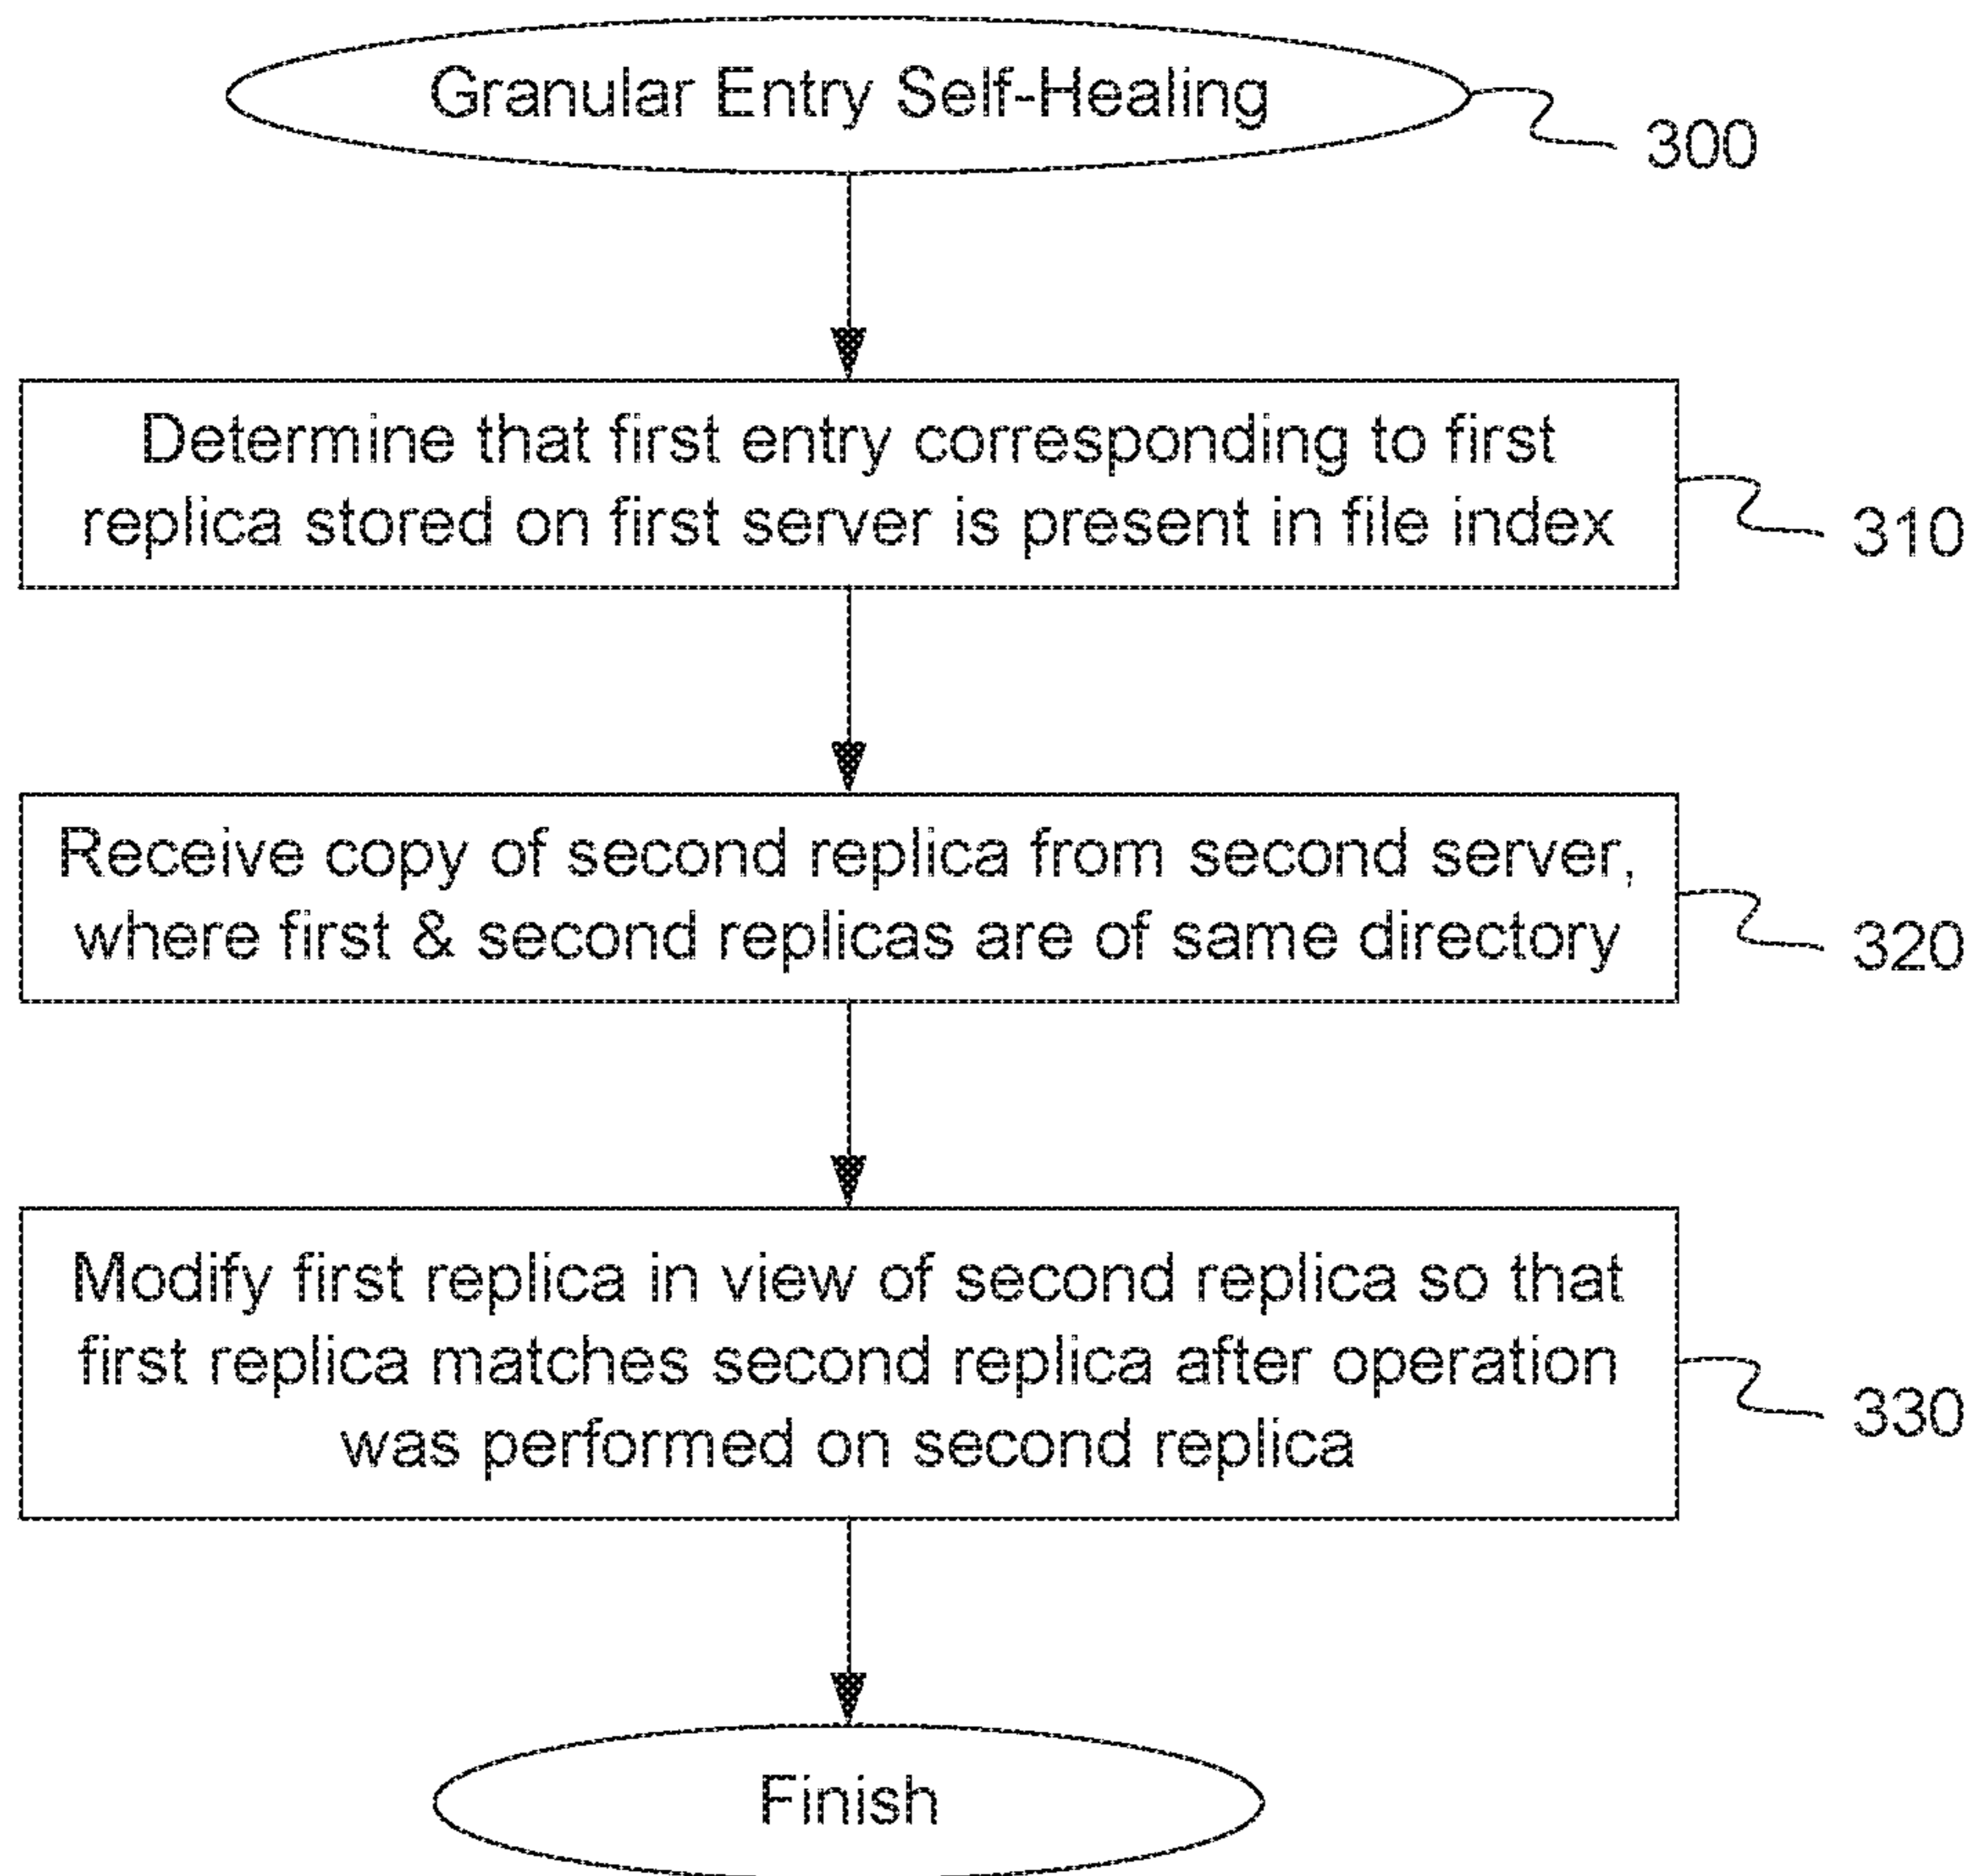 Granular Entry Self-Healing
300
Determine that first entry corresponding to first
replica stored on first server is present in file index
310
Receive copy of second replica from second server,
where first & second replicas are of same directory
320
Modify first replica in view of second replica so that
first replica matches second replica after operation
was performed on second replica
330
Finish